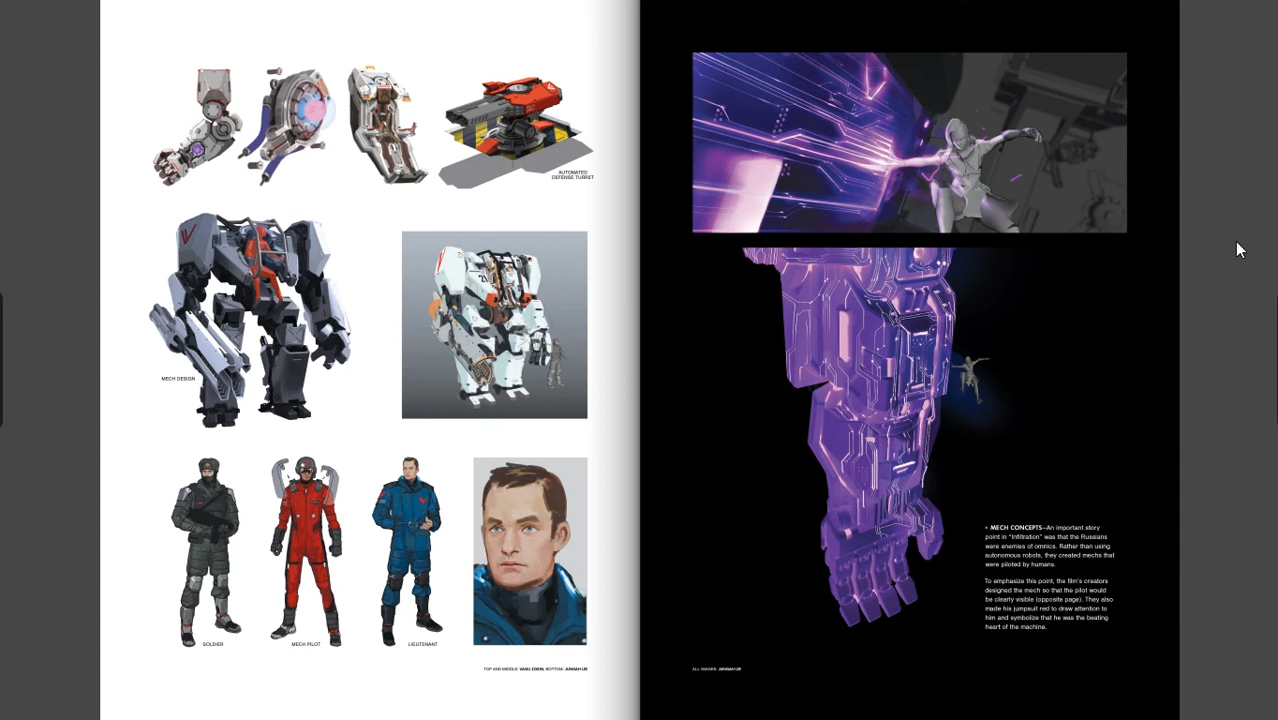 AUTOMATED
DEFENSE TURRET
MECH DESIGN
SOLDIER
MECH PILOT
LIEUTENANT
TOP AND MIDDLE: VASILI ZORIN, BOTTOM: JUNGAH LEE
MECH CONCEPTS—An important story
point in "Infiltration" was that the Russians
were enemies of omnics. Rather than using
autonomous robots, they created mechs that
were piloted by humans.
To emphasize this point, the film's creators
designed the mech so that the pilot would
be clearly visible (opposite page). They also
made his jumpsuit red to draw attention to
him and symbolize that he was the beating
heart of the machine.
ALL IMAGES: JUNGAH LEE